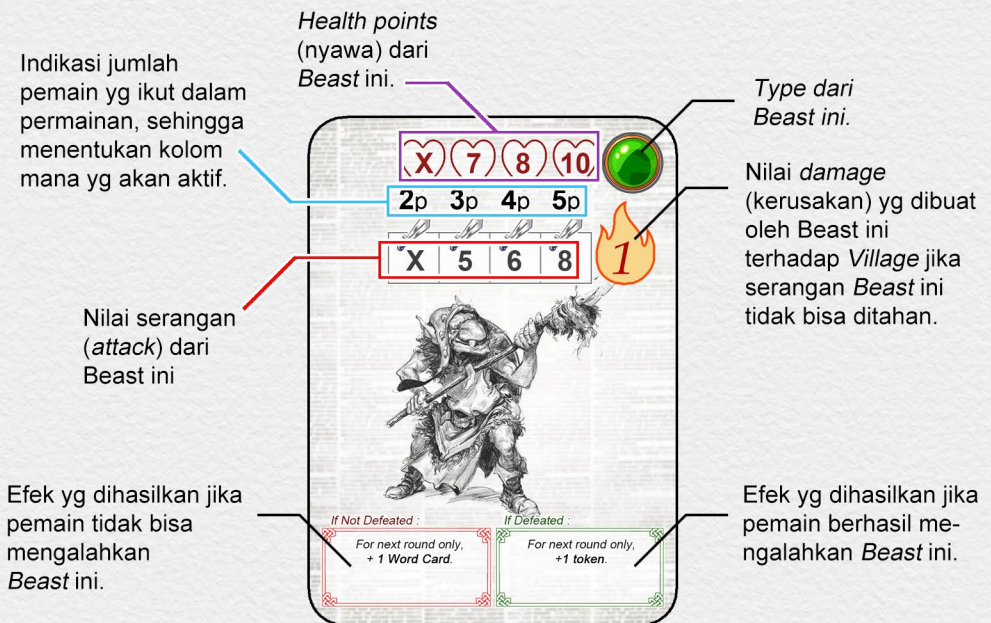 Health points
(nyawa) dari
Beast ini.
Indikasi jumlah
pemain yg ikut dalam
permainan, sehingga
menentukan kolom
mana yg akan aktif.
Type dari
Beast ini.
X 7 8 10
2p 3p 4p 5p
X 5 6 8
1
Nilai damage
(kerusakan) yg dibuat
oleh Beast ini
terhadap Village jika
serangan Beast ini
tidak bisa ditahan.
Nilai serangan
(attack) dari
Beast ini
Efek yg dihasilkan jika
pemain tidak bisa
mengalahkan
Beast ini.
If Not Defeated :
For next round only,
+ 1 Word Card.
If Defeated :
For next round only,
+1 token.
Efek yg dihasilkan jika
pemain berhasil me-
ngalahkan Beast ini.